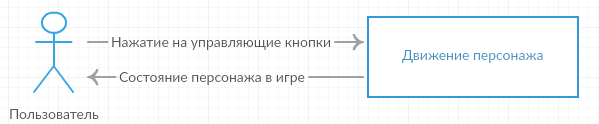 Нажатие на управляющие кнопки
Движение персонажа
Состояние персонажа в игре
Пользователь